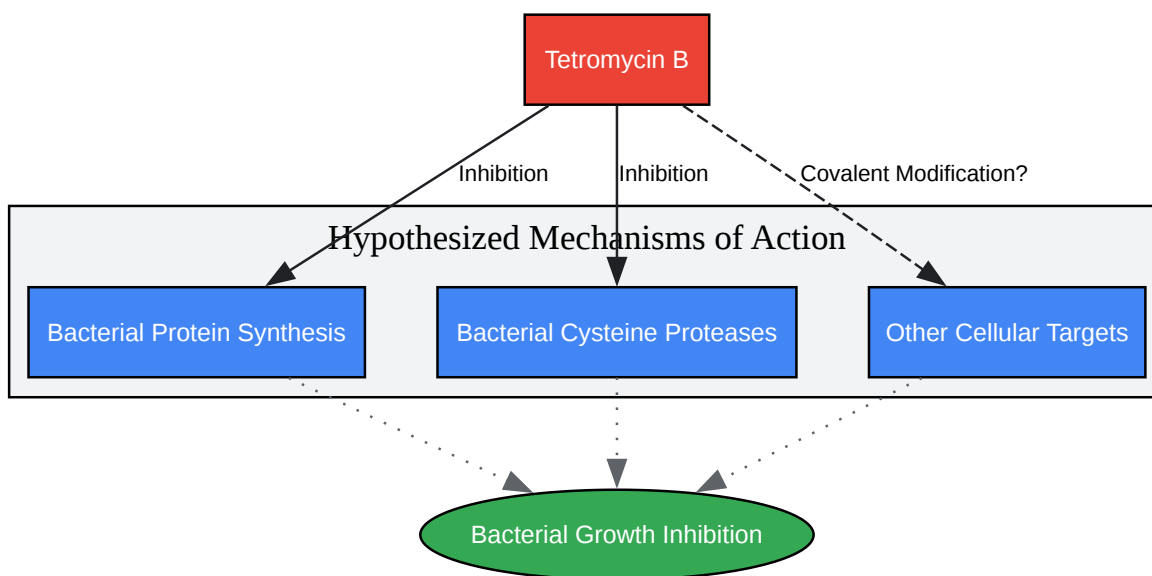 Tetromycin B
Inhibition
Inhibition
Covalent Modification?
Hypothesized Mechanisms of Action
Bacterial Protein Synthesis
Bacterial Cysteine Proteases
Other Cellular Targets
Bacterial Growth Inhibition